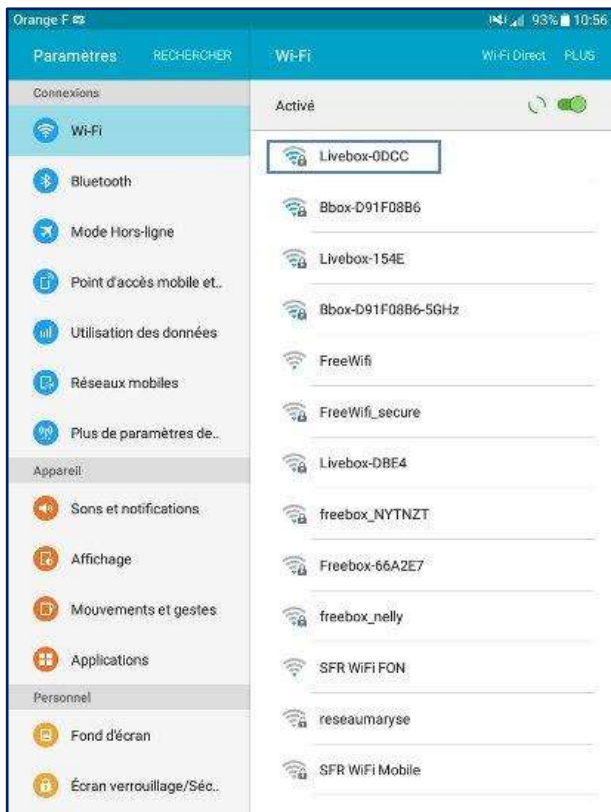 Orange F
93% 10:56
Paramètres RECHERCHER
Connexions
Wi-Fi
Bluetooth
Mode Hors-ligne
Point d'accès mobile et..
Utilisation des données
Réseaux mobiles
Plus de paramètres de..
Appareil
Sons et notifications
Affichage
Mouvements et gestes
Applications
Personnel
Fond d'écran
Écran verrouillage/Séc..
Wi-Fi Wi-Fi Direct PLUS
Activé
Livebox-0DCC
Bbox-D91F08B6
Livebox-154E
Bbox-D91F08B6-5GHz
FreeWifi
FreeWifi_secure
Livebox-DBE4
freebox_NYTNZT
Freebox-66A2E7
freebox_nelly
SFR WiFi FON
reseaumaryse
SFR WiFi Mobile